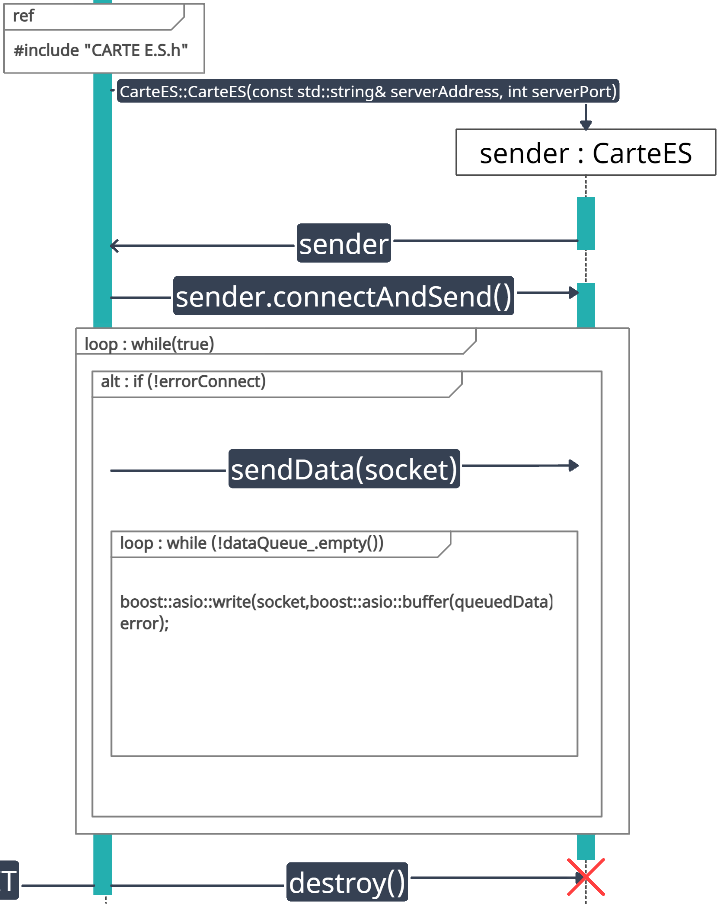 ref
#include "CARTE E.S.h"
CarteES::CarteES(const std::string& serverAddress, int serverPort)
sender : CarteES
sender
sender.connectAndSend()
loop : while(true)
alt : if (!errorConnect)
sendData(socket)
loop : while (!dataQueue_.empty())
boost::asio::write(socket,boost::asio::buffer(queuedData)
error);
destroy()